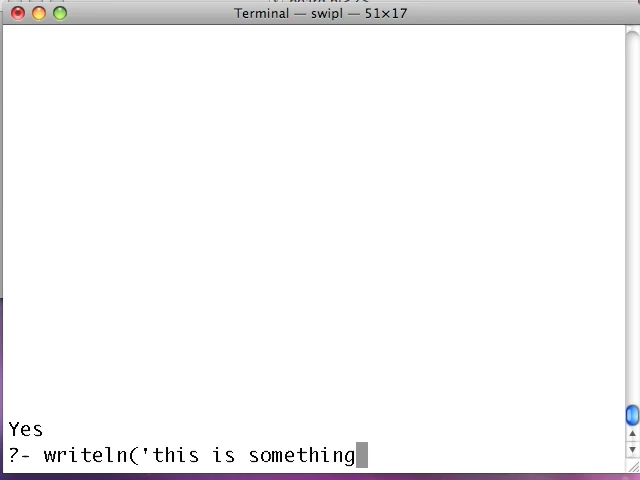 Terminal — swipl — 51×17
Yes
?- writeln('this is something